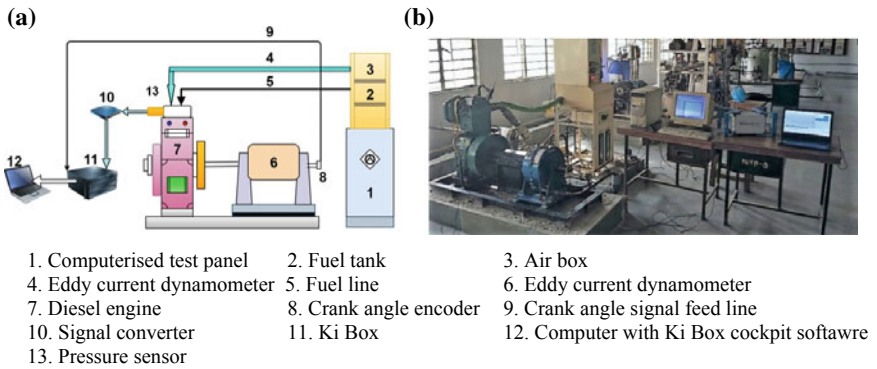 (a)
(b)
9
4
5
3
2
13
10
7
12
11
6
8
1
1. Computerised test panel 2. Fuel tank 3. Air box
4. Eddy current dynamometer 5. Fuel line 6. Eddy current dynamometer
7. Diesel engine 8. Crank angle encoder 9. Crank angle signal feed line
10. Signal converter 11. Ki Box 12. Computer with Ki Box cockpit softawre
13. Pressure sensor